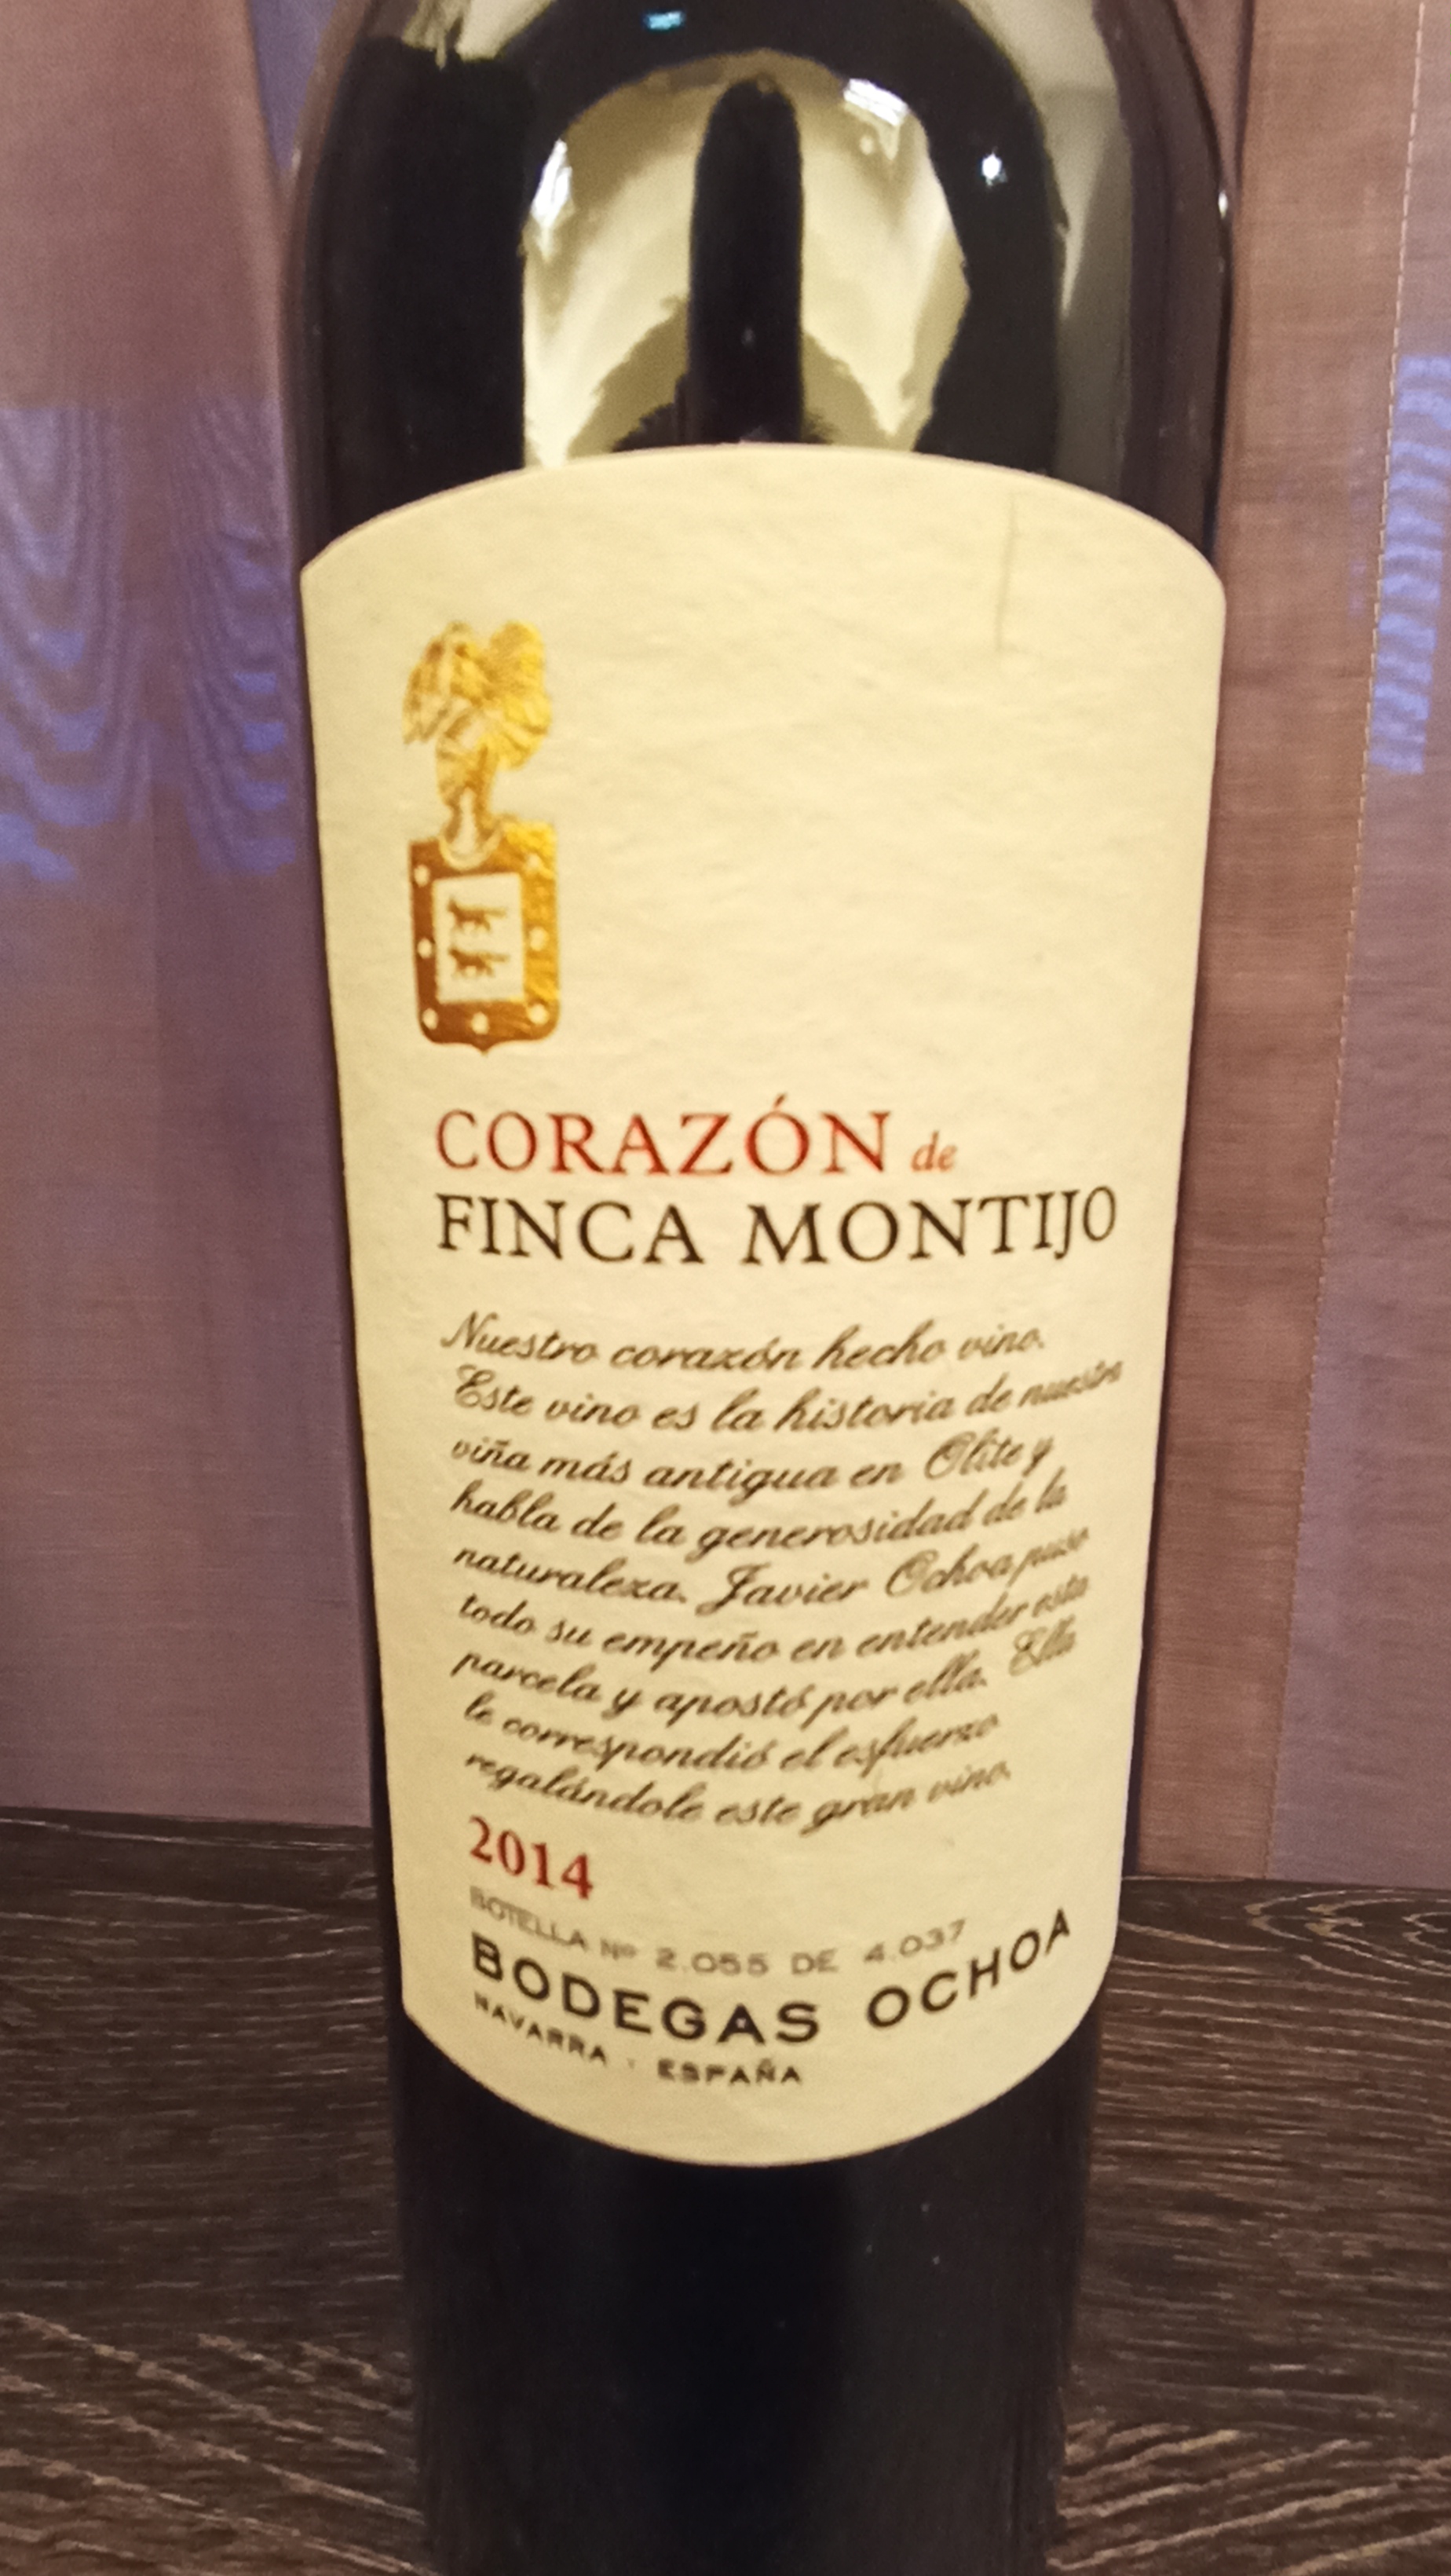 CORAZÓN de
FINCA MONTIJO
Nuestro corazón hecho vino.
Este vino es la historia de nuestra
viña más antigua en Olite y
habla de la generosidad de la
naturaleza. Javier Ochoa puso
todo su empeño en entender esta
parcela y apostó por ella. Ella
le correspondió el esfuerzo
regalándole este gran vino.
2014
BOTELLA Nº 2.055 DE 4.037
BODEGAS OCHOA
NAVARRA · ESPAÑA